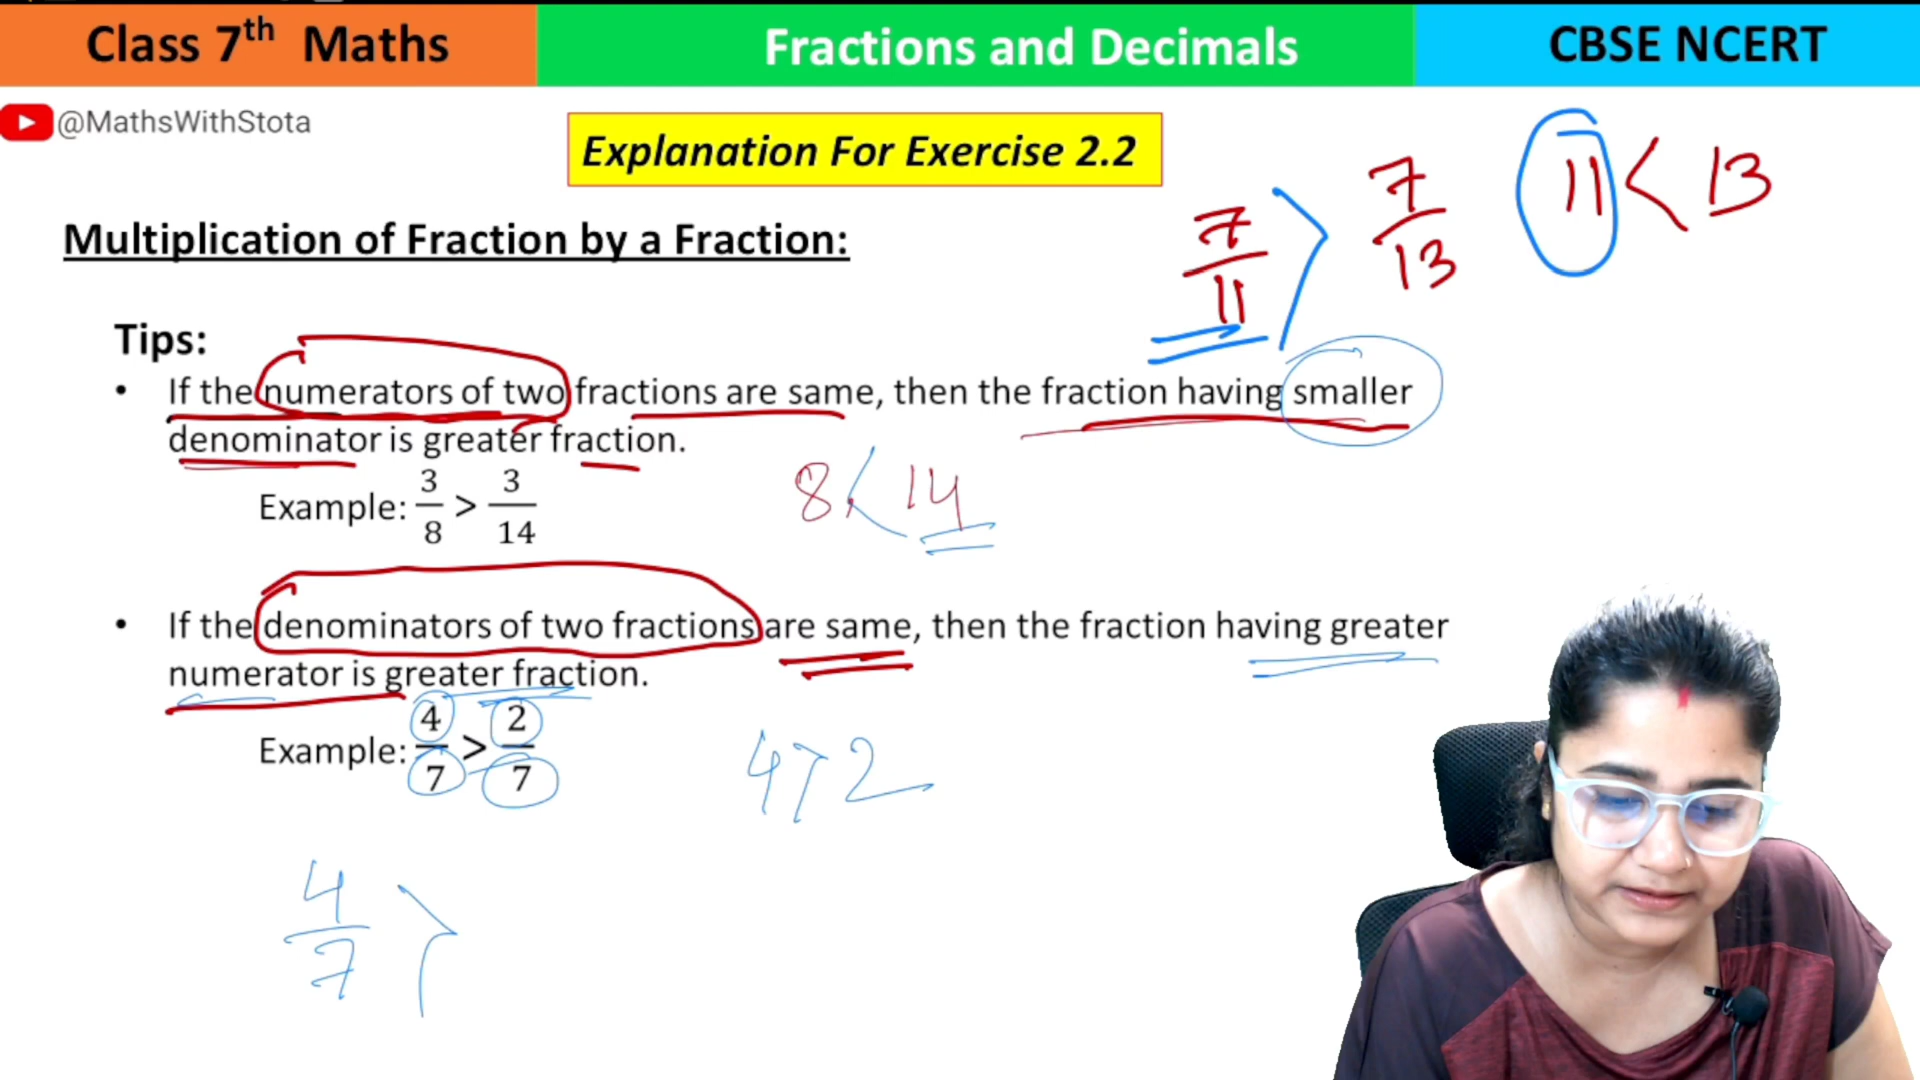 Class 7th Maths Fractions and Decimals CBSE NCERT
@MathsWithStota
Explanation For Exercise 2.2
7/11 > 7/13 11 < 13
Multiplication of Fraction by a Fraction:
Tips:
• If the numerators of two fractions are same, then the fraction having smaller
denominator is greater fraction.
Example: 3/8 > 3/14 8 < 14
• If the denominators of two fractions are same, then the fraction having greater
numerator is greater fraction.
Example: 4/7 > 2/7 4 > 2
4/7 >